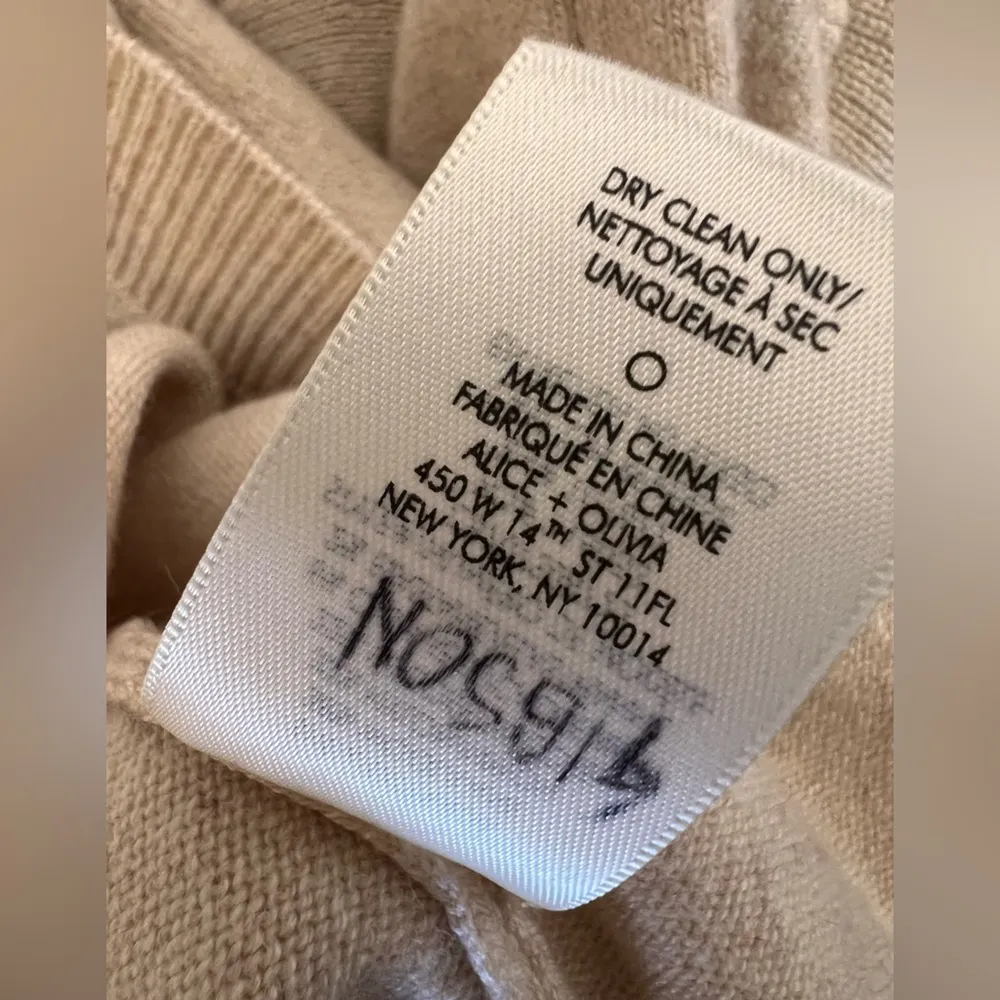 DRY CLEAN ONLY/
NETTOYAGE À SEC
UNIQUEMENT
MADE IN CHINA
FABRIQUÉ EN CHINE
ALICE + OLIVIA
450 W 14TH ST 11FL
NEW YORK, NY 10014
GIBSON